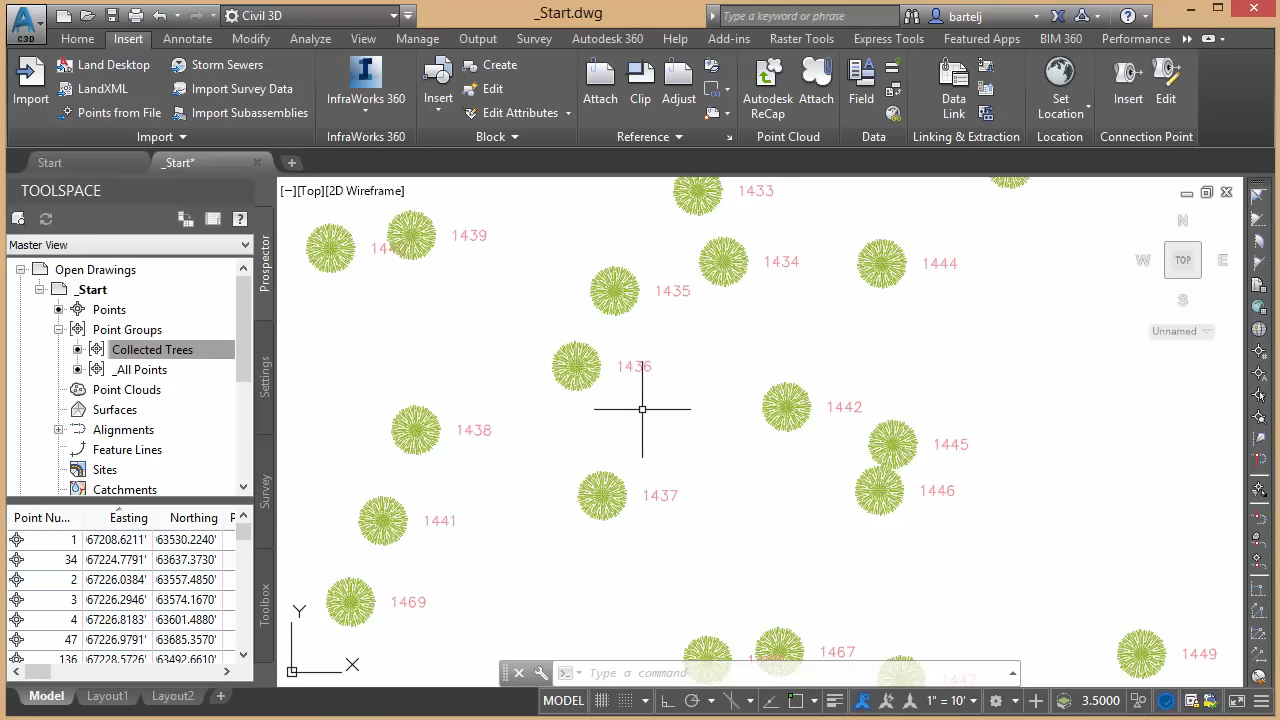 A C3D
Civil 3D
_Start.dwg
Type a keyword or phrase
bartelj
Home Insert Annotate Modify Analyze View Manage Output Survey Autodesk 360 Help Add-ins Raster Tools Express Tools Featured Apps BIM 360 Performance
Import
Land Desktop
LandXML
Points from File
Storm Sewers
Import Survey Data
Import Subassemblies
InfraWorks 360
Insert
Create
Edit
Edit Attributes
Attach Clip Adjust
Autodesk ReCap
Attach
Field
Data Link
Set Location
Insert Edit
Import InfraWorks 360 Block Reference Point Cloud Data Linking & Extraction Location Connection Point
Start _Start*
TOOLSPACE
?
Master View
Open Drawings
_Start
Points
Point Groups
Collected Trees
_All Points
Point Clouds
Surfaces
Alignments
Feature Lines
Sites
Catchments
Prospector
Settings
Survey
Toolbox
Point Nu... Easting Northing P
1 67208.6211' 63530.2240'
34 67224.7791' 63637.3730'
2 67226.0384' 63557.4850'
3 67226.2946' 63574.1670'
4 67226.8183' 63601.4880'
47 67226.9791' 63685.3570'
136 67228.5726' 63492.6610'
[−][Top][2D Wireframe]
1433
1439
1434
1444
1435
1436
1442
1438
1445
1446
1437
1441
1469
1467
1449
1447
N
W TOP E
S
Unnamed
Y
X
Type a command
Model Layout1 Layout2 +
MODEL
1" = 10'
3.5000